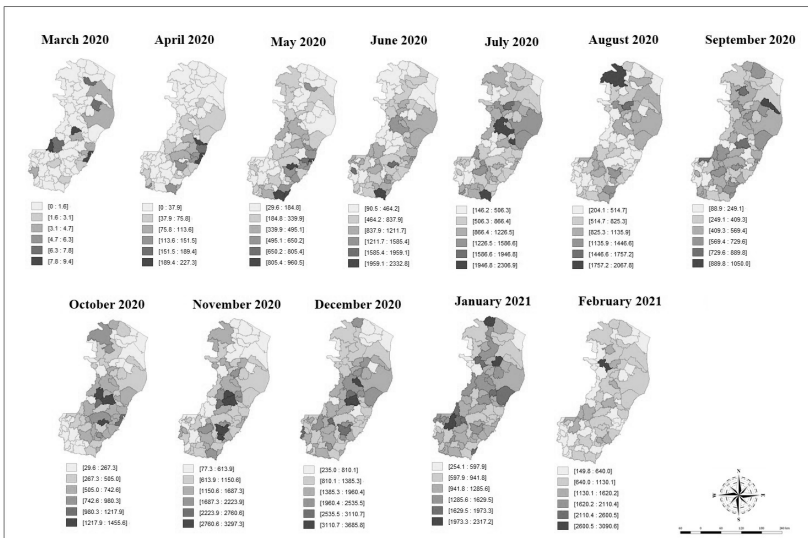 March 2020
April 2020
May 2020
June 2020
July 2020
August 2020
September 2020
[0 : 1.6]
[1.6 : 3.1]
[3.1 : 4.7]
[4.7 : 6.3]
[6.3 : 7.8]
[7.8 : 9.4]
[0 : 37.9]
[37.9 : 75.8]
[75.8 : 113.6]
[113.6 : 151.5]
[151.5 : 189.4]
[189.4 : 227.3]
[29.6 : 184.8]
[184.8 : 339.9]
[339.9 : 495.1]
[495.1 : 650.2]
[650.2 : 805.4]
[805.4 : 960.5]
[90.5 : 464.2]
[464.2 : 837.9]
[837.9 : 1211.7]
[1211.7 : 1585.4]
[1585.4 : 1959.1]
[1959.1 : 2332.8]
[146.2 : 506.3]
[506.3 : 866.4]
[866.4 : 1226.5]
[1226.5 : 1586.6]
[1586.6 : 1946.8]
[1946.8 : 2306.9]
[204.1 : 514.7]
[514.7 : 825.3]
[825.3 : 1135.9]
[1135.9 : 1446.6]
[1446.6 : 1757.2]
[1757.2 : 2067.8]
[88.9 : 249.1]
[249.1 : 409.3]
[409.3 : 569.4]
[569.4 : 729.6]
[729.6 : 889.8]
[889.8 : 1050.0]
October 2020
November 2020
December 2020
January 2021
February 2021
[29.6 : 267.3]
[267.3 : 505.0]
[505.0 : 742.6]
[742.6 : 980.3]
[980.3 : 1217.9]
[1217.9 : 1455.6]
[77.3 : 613.9]
[613.9 : 1150.6]
[1150.6 : 1687.3]
[1687.3 : 2223.9]
[2223.9 : 2760.6]
[2760.6 : 3297.3]
[235.0 : 810.1]
[810.1 : 1385.3]
[1385.3 : 1960.4]
[1960.4 : 2535.5]
[2535.5 : 3110.7]
[3110.7 : 3685.8]
[254.1 : 597.9]
[597.9 : 941.8]
[941.8 : 1285.6]
[1285.6 : 1629.5]
[1629.5 : 1973.3]
[1973.3 : 2317.2]
[149.8 : 640.0]
[640.0 : 1130.1]
[1130.1 : 1620.2]
[1620.2 : 2110.4]
[2110.4 : 2600.5]
[2600.5 : 3090.6]
N
E
S